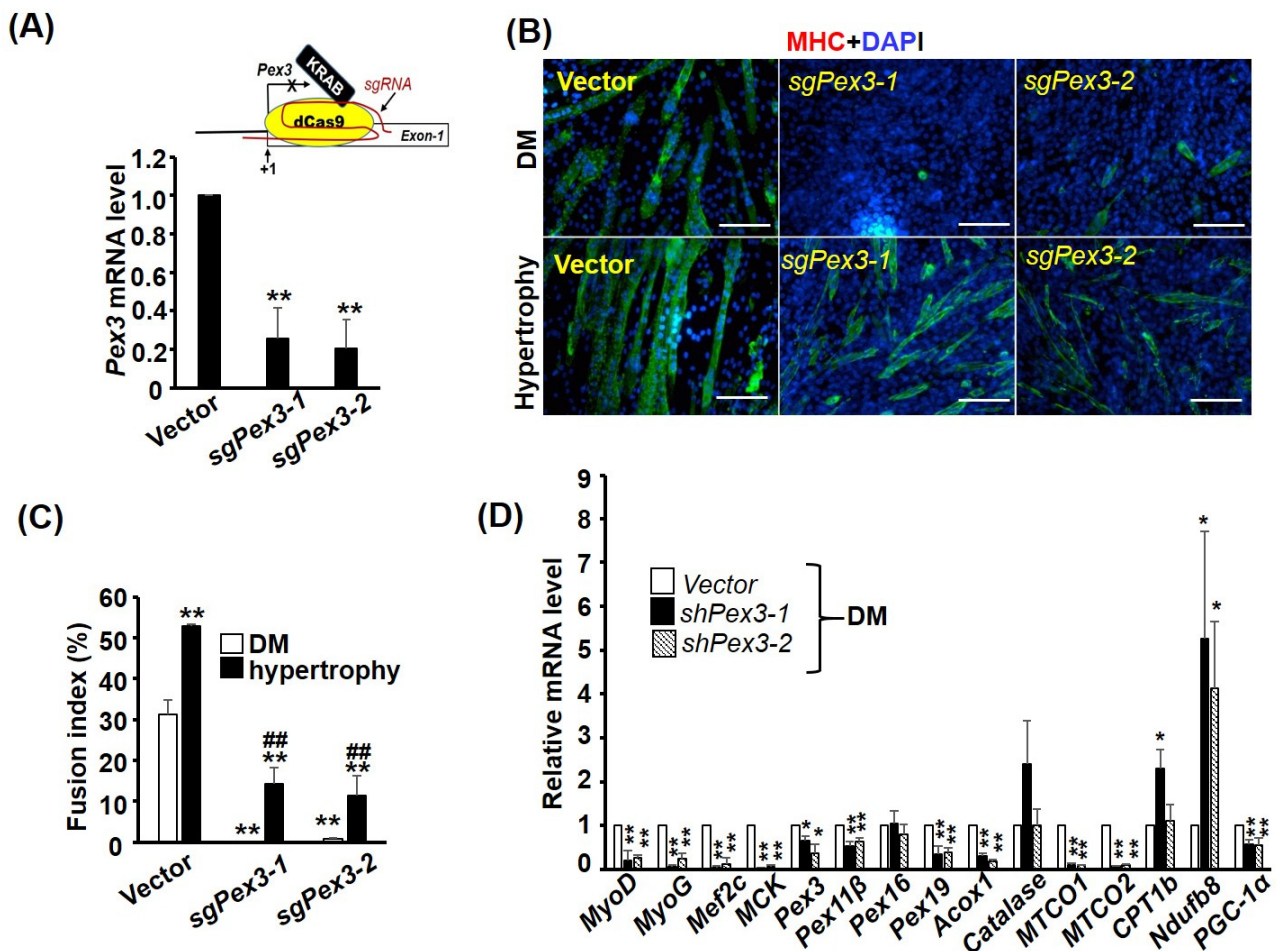 (A)
Pex3
X
KRAB
sgRNA
dCas9
Exon-1
+1
Pex3 mRNA level
1.2
1.0
0.8
0.6
0.4
0.2
0
**
**
Vector
sgPex3-1
sgPex3-2
(B)
MHC+DAPI
DM
Vector
sgPex3-1
sgPex3-2
Hypertrophy
Vector
sgPex3-1
sgPex3-2
(C)
Fusion index (%)
60
50
40
30
20
10
0
DM
hypertrophy
**
**
##
**
**
##
**
Vector
sgPex3-1
sgPex3-2
(D)
Relative mRNA level
9
8
7
6
5
4
2
1
0
Vector
shPex3-1
shPex3-2
DM
**
**
**
**
**
**
**
**
*
*
**
**
**
**
**
**
**
**
**
**
*
*
*
**
**
MyoD
MyoG
Mef2c
MCK
Pex3
Pex11β
Pex16
Pex19
Acox1
Catalase
MTCO1
MTCO2
CPT1b
Ndufb8
PGC-1α